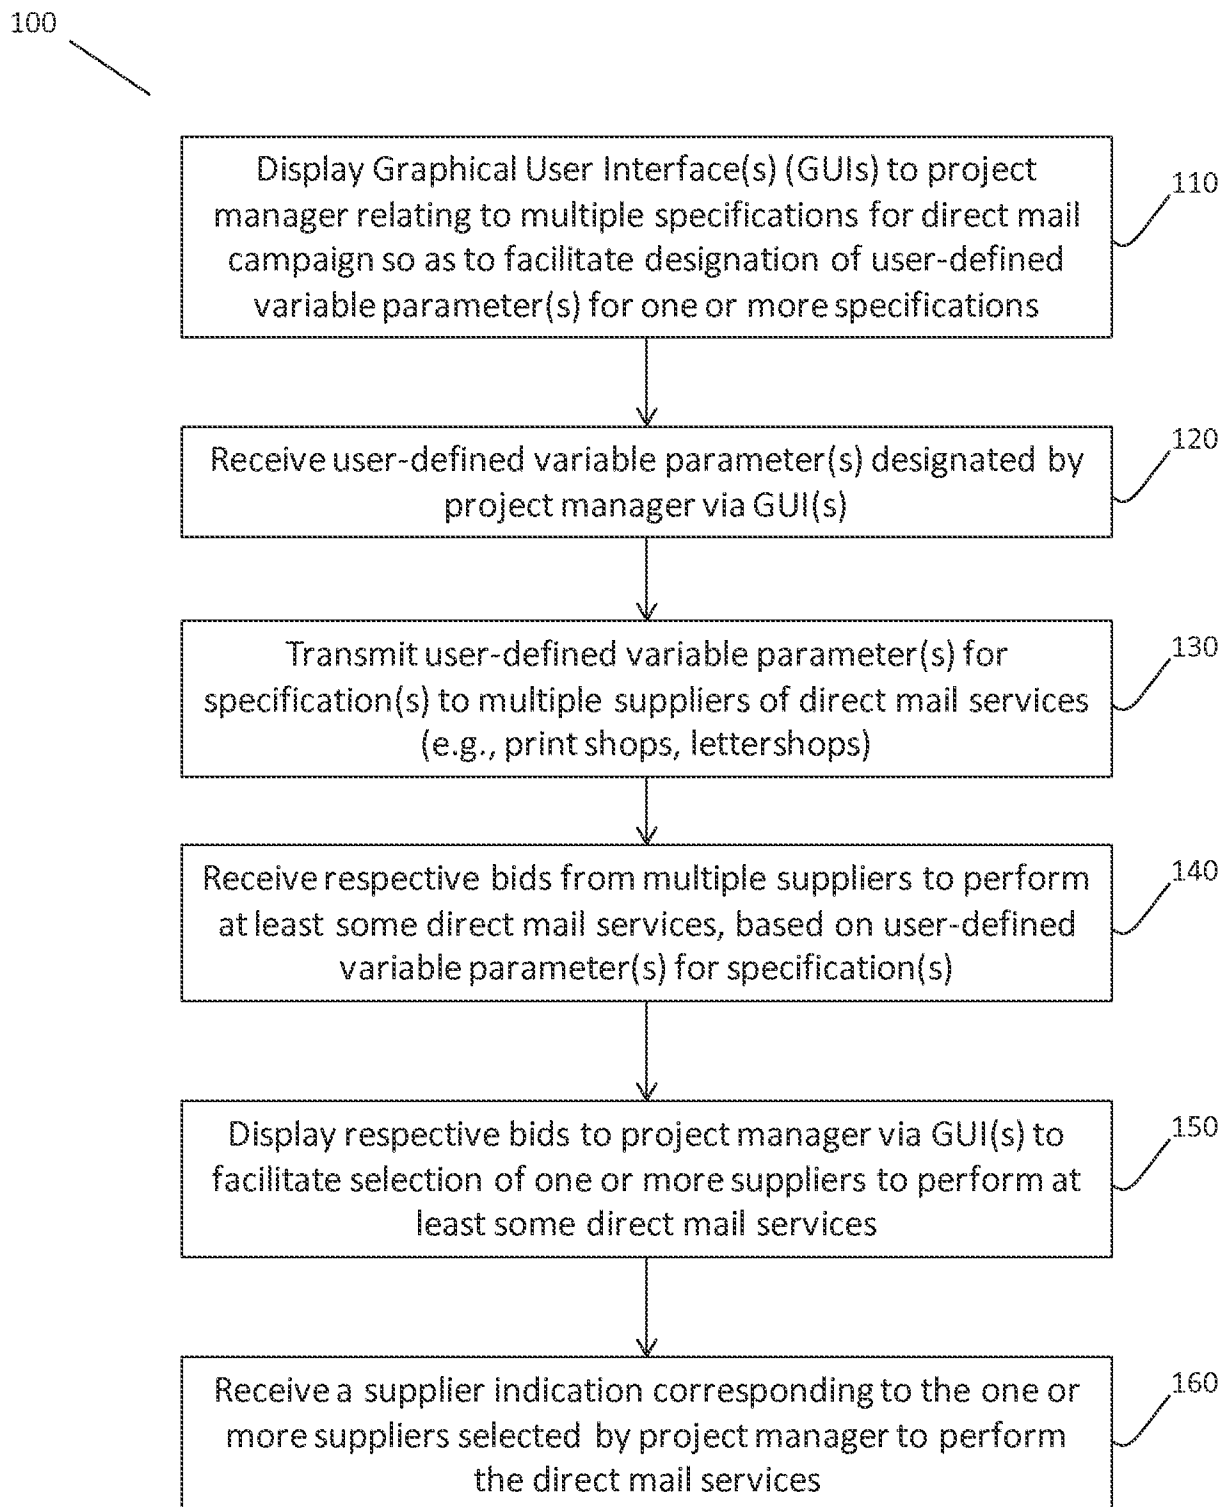 100
Display Graphical User Interface(s) (GUIs) to project
manager relating to multiple specifications for direct mail
campaign so as to facilitate designation of user-defined
variable parameter(s) for one or more specifications
110
Receive user-defined variable parameter(s) designated by
project manager via GUI(s)
120
Transmit user-defined variable parameter(s) for
specification(s) to multiple suppliers of direct mail services
(e.g., print shops, lettershops)
130
Receive respective bids from multiple suppliers to perform
at least some direct mail services, based on user-defined
variable parameter(s) for specification(s)
140
Display respective bids to project manager via GUI(s) to
facilitate selection of one or more suppliers to perform at
least some direct mail services
150
Receive a supplier indication corresponding to the one or
more suppliers selected by project manager to perform
the direct mail services
160